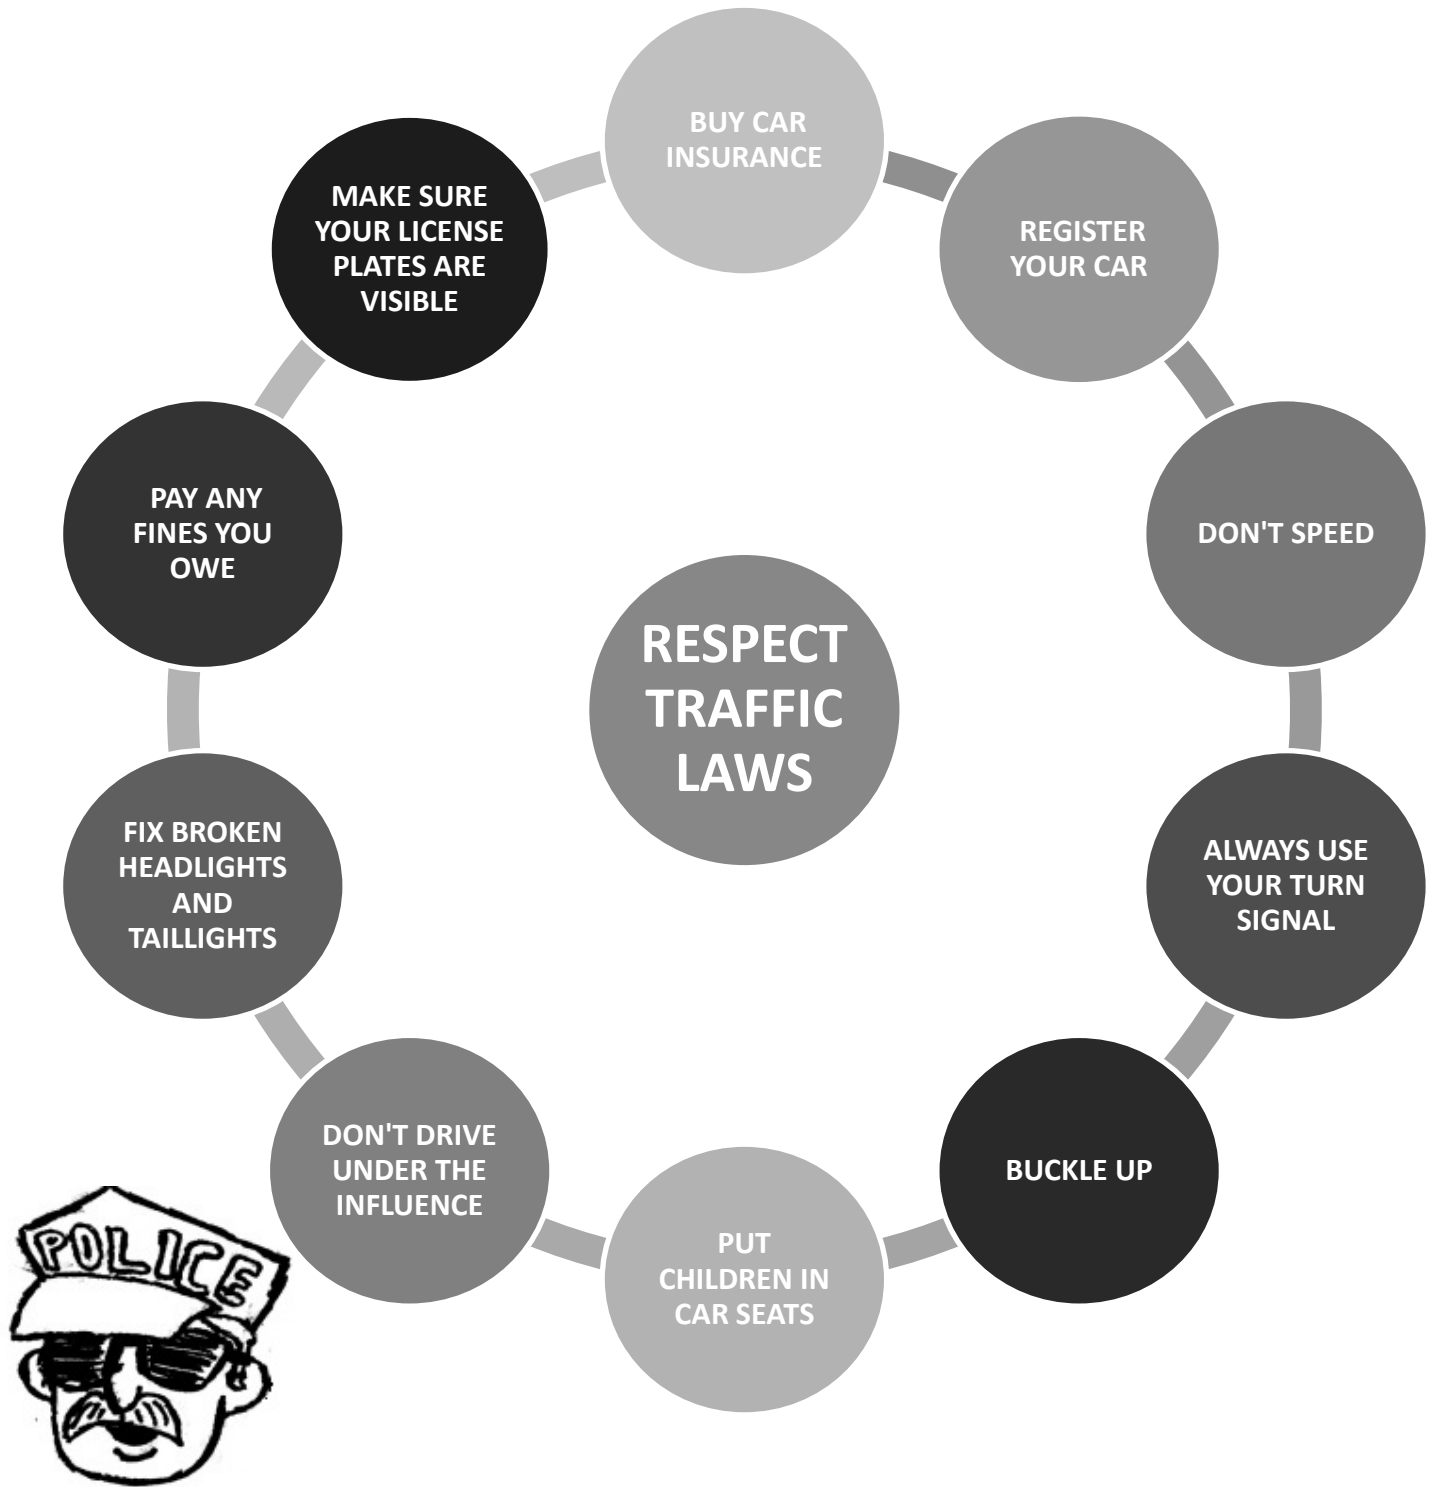 BUY CAR
INSURANCE
REGISTER
YOUR CAR
DON'T SPEED
ALWAYS USE
YOUR TURN
SIGNAL
BUCKLE UP
PUT
CHILDREN IN
CAR SEATS
DON'T DRIVE
UNDER THE
INFLUENCE
FIX BROKEN
HEADLIGHTS
AND
TAILLIGHTS
PAY ANY
FINES YOU
OWE
MAKE SURE
YOUR LICENSE
PLATES ARE
VISIBLE
RESPECT
TRAFFIC
LAWS
POLICE